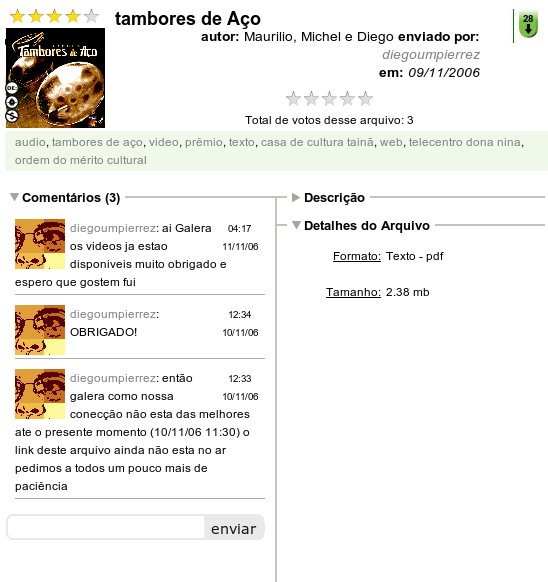 tambores de Aço
28
autor: Maurilio, Michel e Diego enviado por:
diegoumpierrez
em: 09/11/2006
Tambores de Aço
Total de votos desse arquivo: 3
audio, tambores de aço, video, prêmio, texto, casa de cultura tainã, web, telecentro dona nina,
ordem do mérito cultural
Comentários (3)
diegoumpierrez: ai Galera 04:17
os videos ja estao 11/11/06
disponiveis muito obrigado e
espero que gostem fui
diegoumpierrez: 12:34
OBRIGADO! 10/11/06
diegoumpierrez: então 12:33
galera como nossa 10/11/06
conecção não esta das melhores
ate o presente momento (10/11/06 11:30) o
link deste arquivo ainda não esta no ar
pedimos a todos um pouco mais de
paciência
enviar
Descrição
Detalhes do Arquivo
Formato: Texto - pdf
Tamanho: 2.38 mb